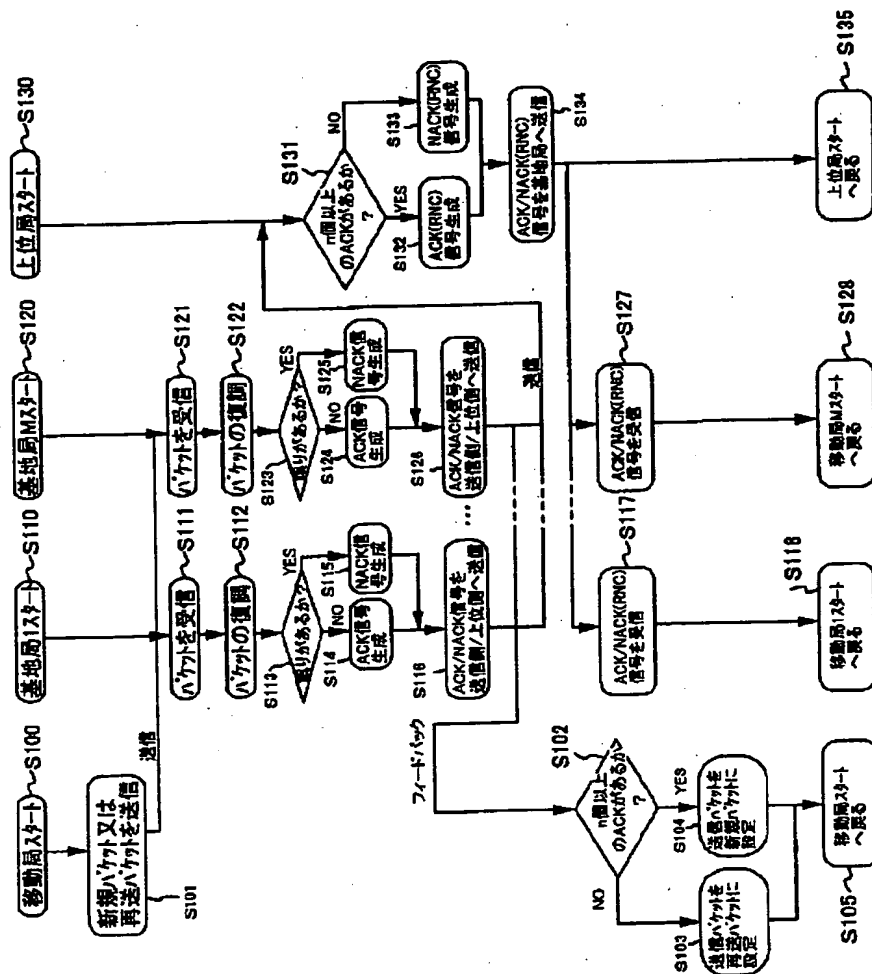 移動局スタート
S100
新規パケット又は
再送パケットを送信
S101
送信
基地局1スタート
S110
パケットを受信
S111
パケットの復調
S112
誤りがあるか?
S113
YES
NO
ACK信号
生成
S114
NACK信
号生成
S115
ACK/NACK信号を
送信側/上位側へ送信
S116
...
基地局Mスタート
S120
パケットを受信
S121
パケットの復調
S122
誤りがあるか?
S123
YES
NO
ACK信号
生成
S124
NACK信
号生成
S125
ACK/NACK信号を
送信側/上位側へ送信
S126
送信
フィードバック
上位局スタート
S130
n個以上
のACKがあるか
?
S131
NO
YES
ACK(RNC)
信号生成
S132
NACK(RNC)
信号生成
S133
ACK/NACK(RNC)
信号を基地局へ送信
S134
n個以上
のACKがあるか
?
S102
NO
YES
送信パケットを
再送パケットに
設定
S103
送信パケットを
新規パケットに
設定
S104
移動局スタート
へ戻る
S105
ACK/NACK(RNC)
信号を受信
S117
移動局1スタート
へ戻る
S118
ACK/NACK(RNC)
信号を受信
S127
移動局Mスタート
へ戻る
S128
上位局スタート
へ戻る
S135